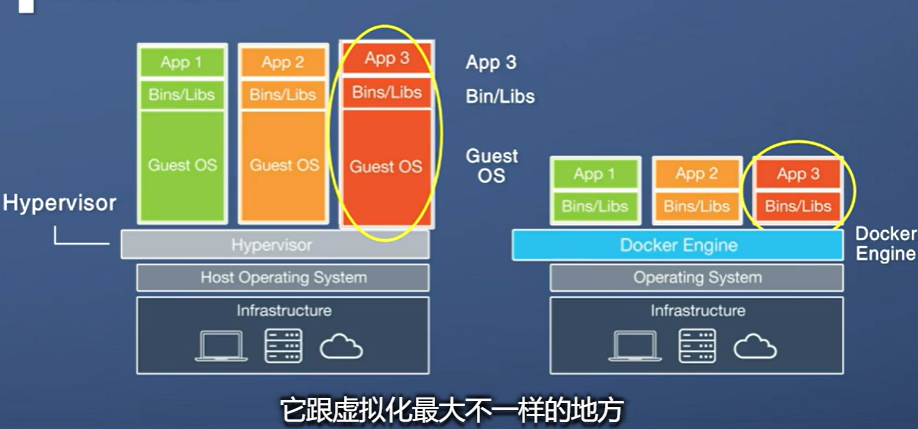 App 1
App 2
App 3
App 3
Bins/Libs
Bins/Libs
Bins/Libs
Bin/Libs
Guest OS
Guest OS
Guest OS
Guest
OS
Hypervisor
Hypervisor
Host Operating System
Infrastructure
App 1
App 2
App 3
Bins/Libs
Bins/Libs
Bins/Libs
Docker Engine
Docker
Engine
Operating System
Infrastructure
它跟虚拟化最大不一样的地方